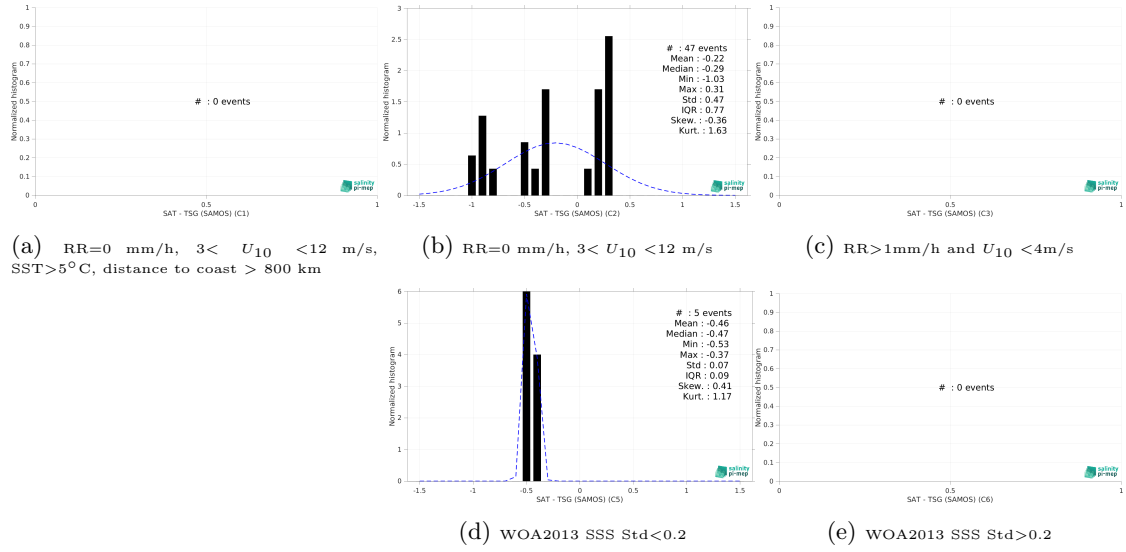 1
0.9
0.8
0.7
0.6
0.5
0.4
0.3
0.2
0.1
0
Normalized histogram
# : 0 events
salinity
pi-mep
0 0.5 1
SAT - TSG (SAMOS) (C1)
(a) RR=0 mm/h, 3< U10 <12 m/s,
SST>5°C, distance to coast > 800 km
3
2.5
2
1.5
1
0.5
0
Normalized histogram
# : 47 events
Mean : -0.22
Median : -0.29
Min : -1.03
Max : 0.31
Std : 0.47
IQR : 0.77
Skew. : -0.36
Kurt. : 1.63
salinity
pi-mep
-1.5 -1 -0.5 0 0.5 1 1.5
SAT - TSG (SAMOS) (C2)
(b) RR=0 mm/h, 3< U10 <12 m/s
1
0.9
0.8
0.7
0.6
0.5
0.4
0.3
0.2
0.1
0
Normalized histogram
# : 0 events
salinity
pi-mep
0 0.5 1
SAT - TSG (SAMOS) (C3)
(c) RR>1mm/h and U10 <4m/s
6
5
4
3
2
1
0
Normalized histogram
# : 5 events
Mean : -0.46
Median : -0.47
Min : -0.53
Max : -0.37
Std : 0.07
IQR : 0.09
Skew. : 0.41
Kurt. : 1.17
salinity
pi-mep
-1.5 -1 -0.5 0 0.5 1 1.5
SAT - TSG (SAMOS) (C5)
(d) WOA2013 SSS Std<0.2
1
0.9
0.8
0.7
0.6
0.5
0.4
0.3
0.2
0.1
0
Normalized histogram
# : 0 events
salinity
pi-mep
0 0.5 1
SAT - TSG (SAMOS) (C6)
(e) WOA2013 SSS Std>0.2